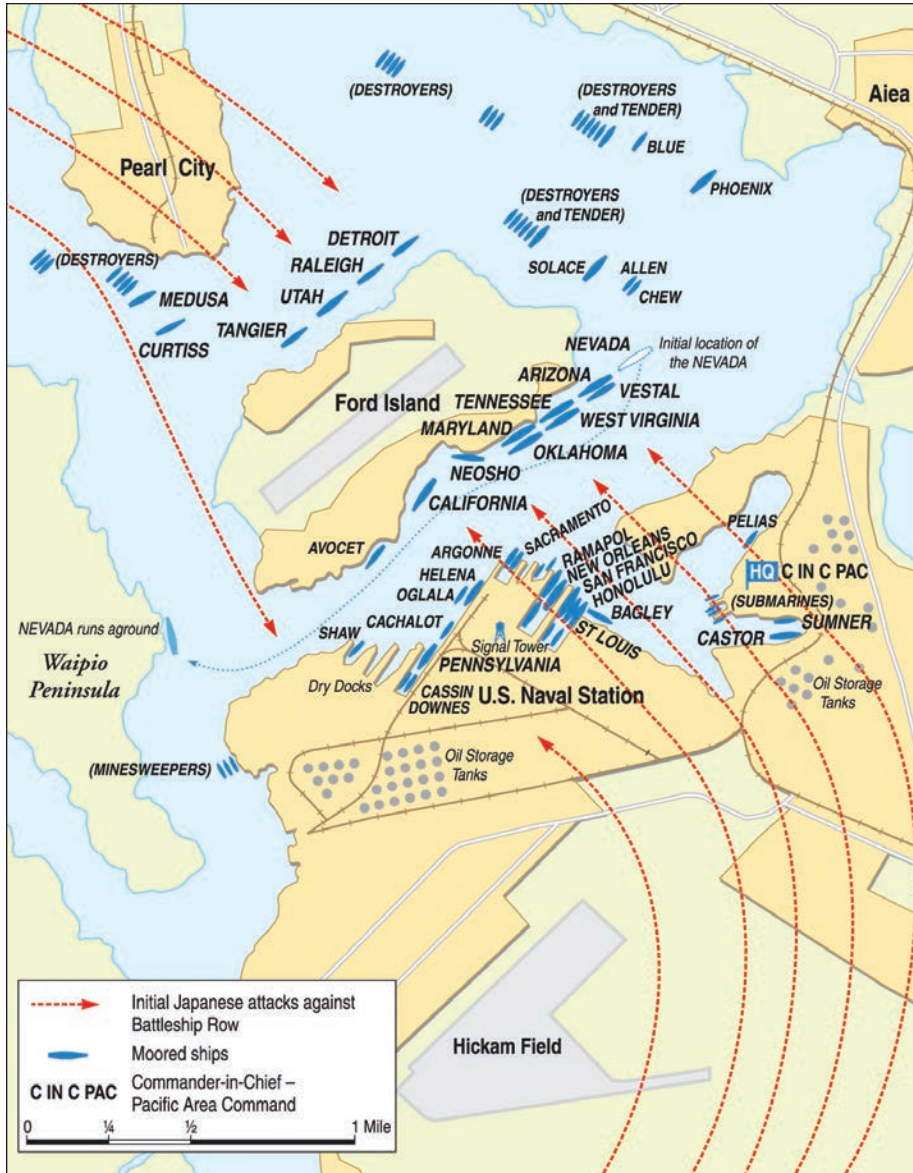 (DESTROYERS)
(DESTROYERS
and TENDER)
Aiea
BLUE
Pearl City
PHOENIX
(DESTROYERS
and TENDER)
DETROIT
(DESTROYERS)
RALEIGH
SOLACE
ALLEN
MEDUSA
UTAH
CHEW
TANGIER
CURTISS
NEVADA
Initial location of
the NEVADA
ARIZONA
VESTAL
Ford Island
TENNESSEE
WEST VIRGINIA
MARYLAND
OKLAHOMA
NEOSHO
CALIFORNIA
SACRAMENTO
PELIAS
AVOCET
ARGONNE
RAMAPOL
NEW ORLEANS
SAN FRANCISCO
HONOLULU
HELENA
HQ C IN C PAC
OGLALA
(SUBMARINES)
BAGLEY
SUMNER
NEVADA runs aground
SHAW
CACHALOT
ST LOUIS
CASTOR
Signal Tower
Waipio
Peninsula
PENNSYLVANIA
Dry Docks
CASSIN
DOWNES
U.S. Naval Station
Oil Storage
Tanks
(MINESWEEPERS)
Oil Storage
Tanks
Hickam Field
Initial Japanese attacks against
Battleship Row
Moored ships
C IN C PAC
Commander-in-Chief –
Pacific Area Command
0 ¼ ½ 1 Mile